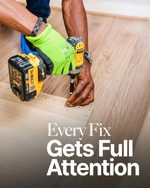 Every Fix
Gets Full
Attention